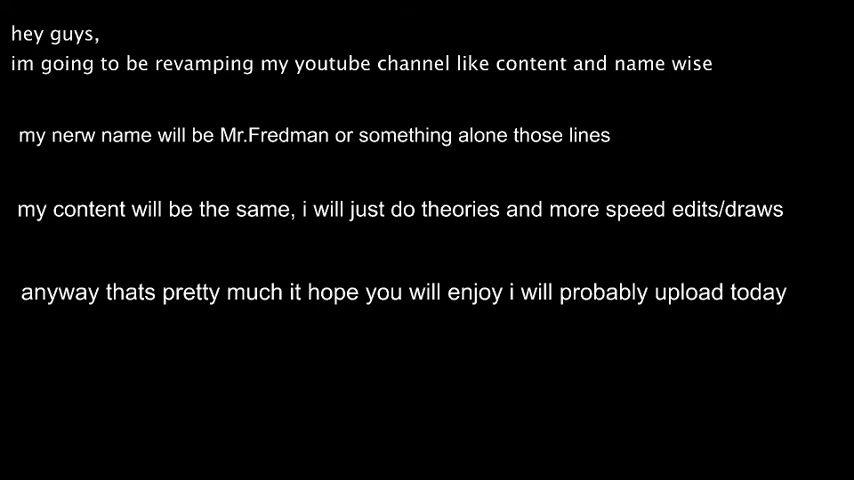 hey guys,
im going to be revamping my youtube channel like content and name wise
my nerw name will be Mr.Fredman or something alone those lines
my content will be the same, i will just do theories and more speed edits/draws
anyway thats pretty much it hope you will enjoy i will probably upload today